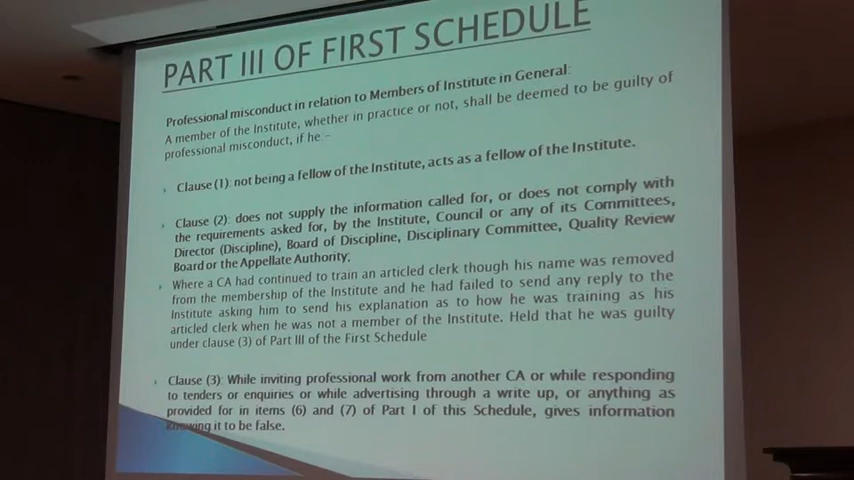 PART III OF FIRST SCHEDULE
Professional misconduct in relation to Members of Institute in General:
A member of the Institute, whether in practice or not, shall be deemed to be guilty of
professional misconduct, if he –
Clause (1): not being a fellow of the Institute, acts as a fellow of the Institute.
Clause (2): does not supply the information called for, or does not comply with
the requirements asked for, by the Institute, Council or any of its Committees,
Director (Discipline), Board of Discipline, Disciplinary Committee, Quality Review
Board or the Appellate Authority;
Where a CA had continued to train an articled clerk though his name was removed
from the membership of the Institute and he had failed to send any reply to the
Institute asking him to send his explanation as to how he was training as his
articled clerk when he was not a member of the Institute. Held that he was guilty
under clause (3) of Part III of the First Schedule
Clause (3): While inviting professional work from another CA or while responding
to tenders or enquiries or while advertising through a write up, or anything as
provided for in items (6) and (7) of Part I of this Schedule, gives information
knowing it to be false.